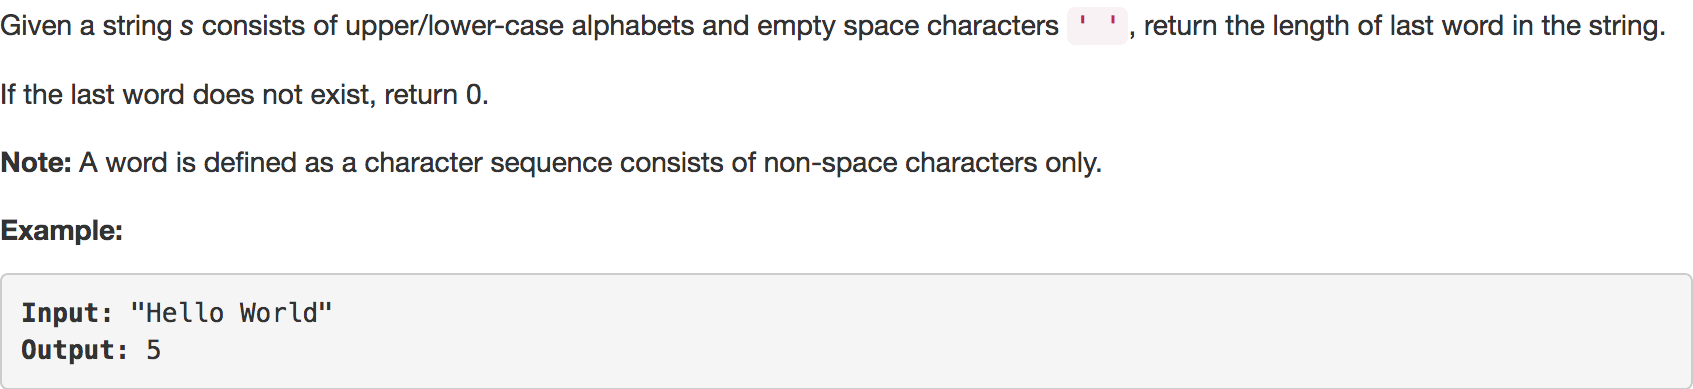 Given a string s consists of upper/lower-case alphabets and empty space characters ' ', return the length of last word in the string.
If the last word does not exist, return 0.
Note: A word is defined as a character sequence consists of non-space characters only.
Example:
Input: "Hello World"
Output: 5